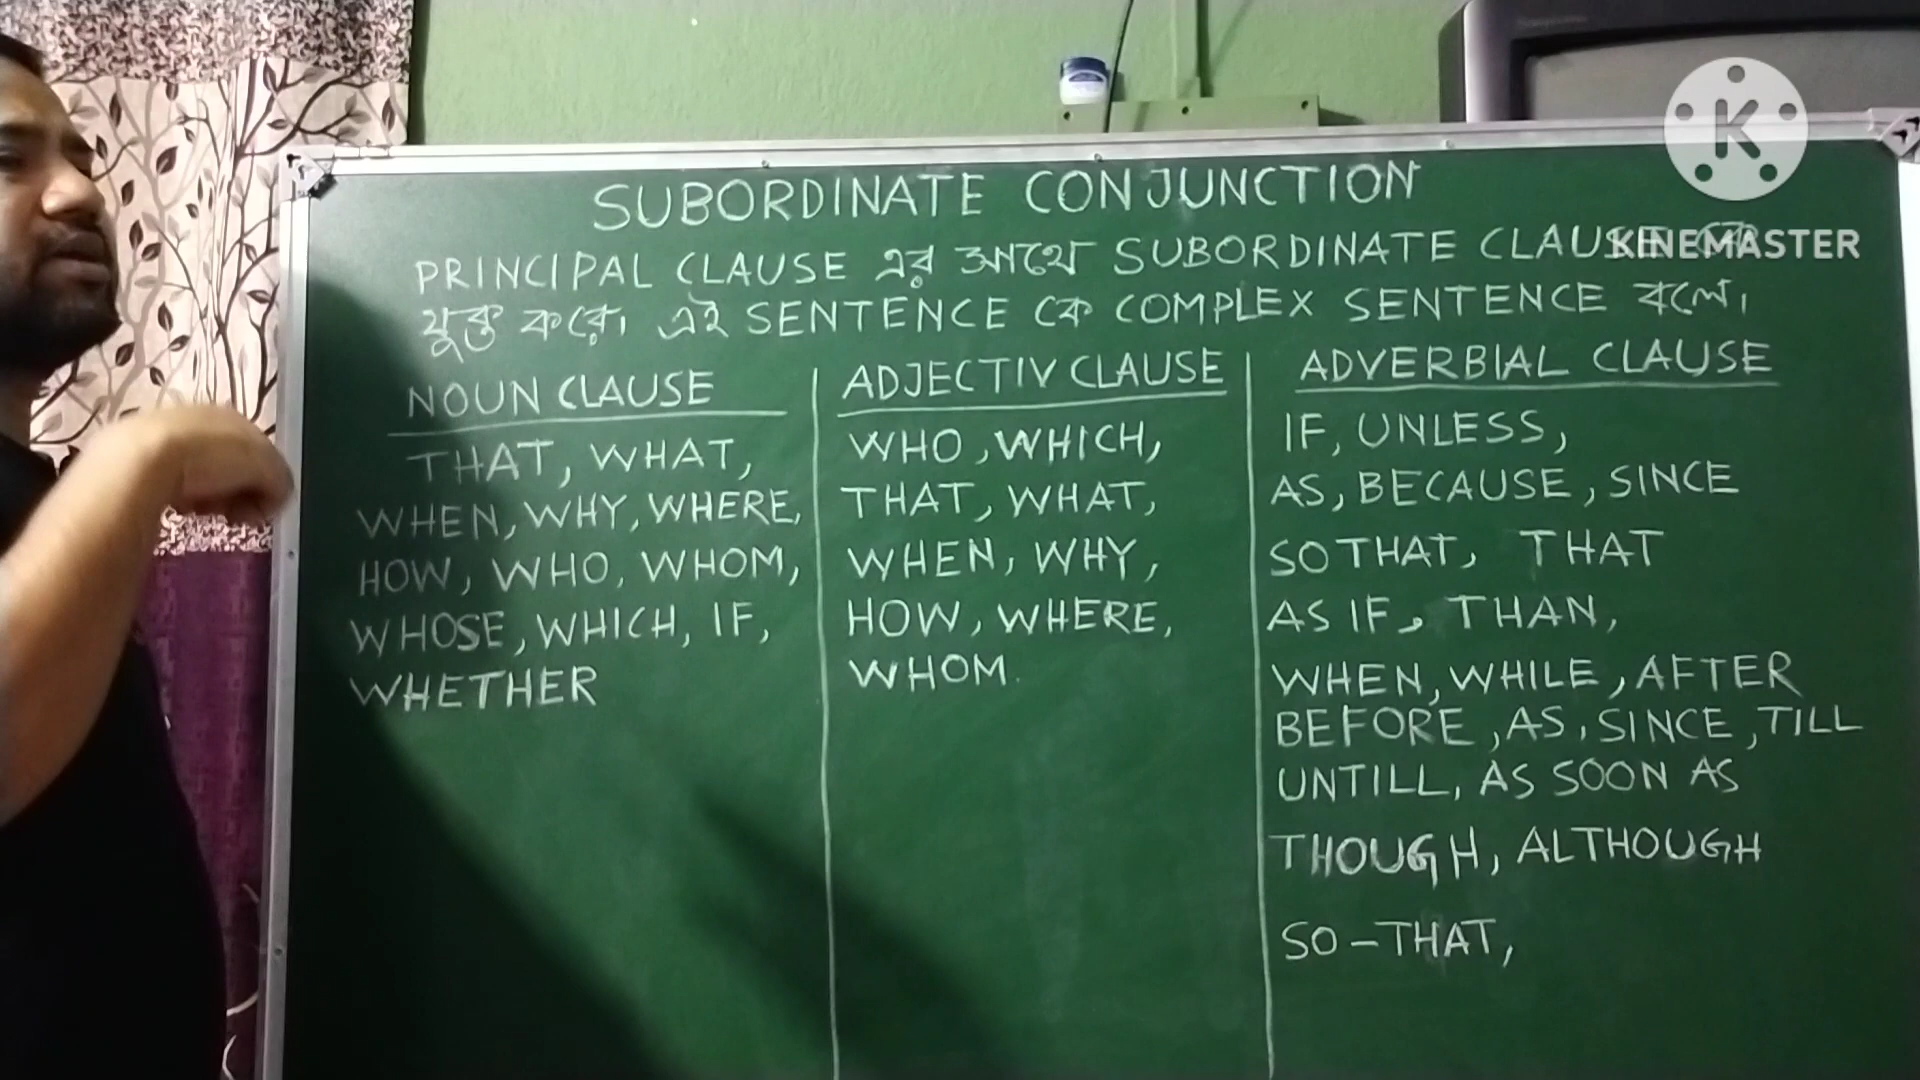 SUBORDINATE CONJUNCTION
PRINCIPAL CLAUSE এর সাথে SUBORDINATE CLAUSE কে
যুক্ত করে। এই SENTENCE কে COMPLEX SENTENCE বলে।
NOUN CLAUSE
THAT, WHAT,
WHEN, WHY, WHERE,
HOW, WHO, WHOM,
WHOSE, WHICH, IF,
WHETHER
ADJECTIV CLAUSE
WHO, WHICH,
THAT, WHAT,
WHEN, WHY,
HOW, WHERE,
WHOM.
ADVERBIAL CLAUSE
IF, UNLESS,
AS, BECAUSE, SINCE
SO THAT, THAT
AS IF, THAN,
WHEN, WHILE, AFTER
BEFORE, AS, SINCE, TILL
UNTILL, AS SOON AS
THOUGH, ALTHOUGH
SO - THAT,
K
KINEMASTER